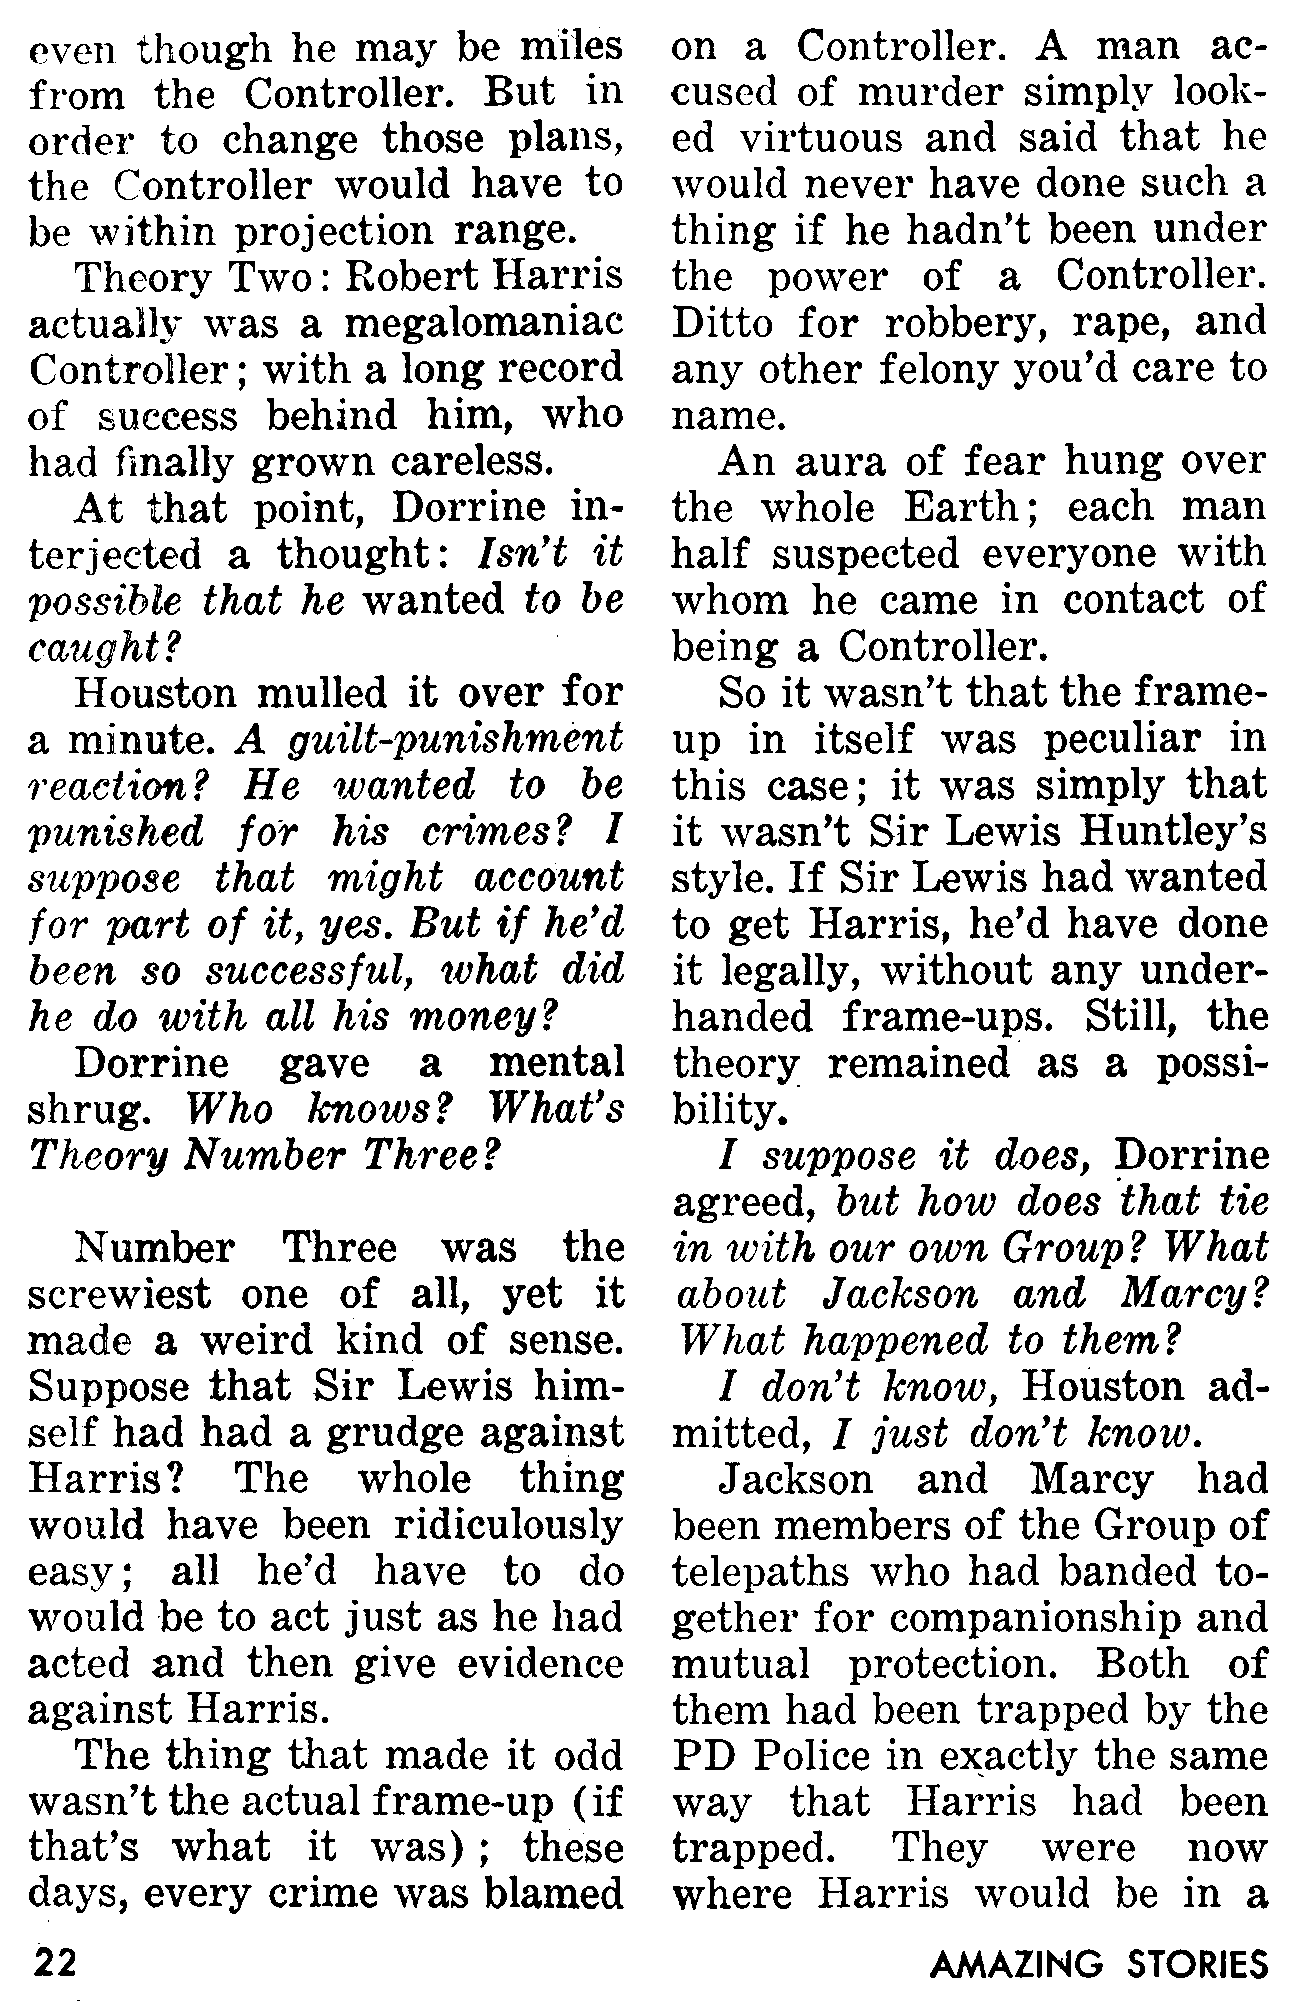 even though he may be miles
from the Controller. But in
order to change those plans,
the Controller would have to
be within projection range.
Theory Two: Robert Harris
actually was a megalomaniac
Controller; with a long record
of success behind him, who
had finally grown careless.
At that point, Dorrine in-
terjected a thought: Isn't it
possible that he wanted to be
caught?
Houston mulled it over for
a minute. A guilt-punishment
reaction? He wanted to be
punished for his crimes? I
suppose that might account
for part of it, yes. But if he'd
been so successful, what did
he do with all his money?
Dorrine gave a mental
shrug. Who knows? What's
Theory Number Three?
Number Three was the
screwiest one of all, yet it
made a weird kind of sense.
Suppose that Sir Lewis him-
self had had a grudge against
Harris? The whole thing
would have been ridiculously
easy; all he'd have to do
would be to act just as he had
acted and then give evidence
against Harris.
The thing that made it odd
wasn't the actual frame-up (if
that's what it was); these
days, every crime was blamed
on a Controller. A man ac-
cused of murder simply look-
ed virtuous and said that he
would never have done such a
thing if he hadn't been under
the power of a Controller.
Ditto for robbery, rape, and
any other felony you'd care to
name.
An aura of fear hung over
the whole Earth; each man
half suspected everyone with
whom he came in contact of
being a Controller.
So it wasn't that the frame-
up in itself was peculiar in
this case; it was simply that
it wasn't Sir Lewis Huntley's
style. If Sir Lewis had wanted
to get Harris, he'd have done
it legally, without any under-
handed frame-ups. Still, the
theory remained as a possi-
bility.
I suppose it does, Dorrine
agreed, but how does that tie
in with our own Group? What
about Jackson and Marcy?
What happened to them?
I don't know, Houston ad-
mitted, I just don't know.
Jackson and Marcy had
been members of the Group of
telepaths who had banded to-
gether for companionship and
mutual protection. Both of
them had been trapped by the
PD Police in exactly the same
way that Harris had been
trapped. They were now
where Harris would be in a
22
AMAZING STORIES